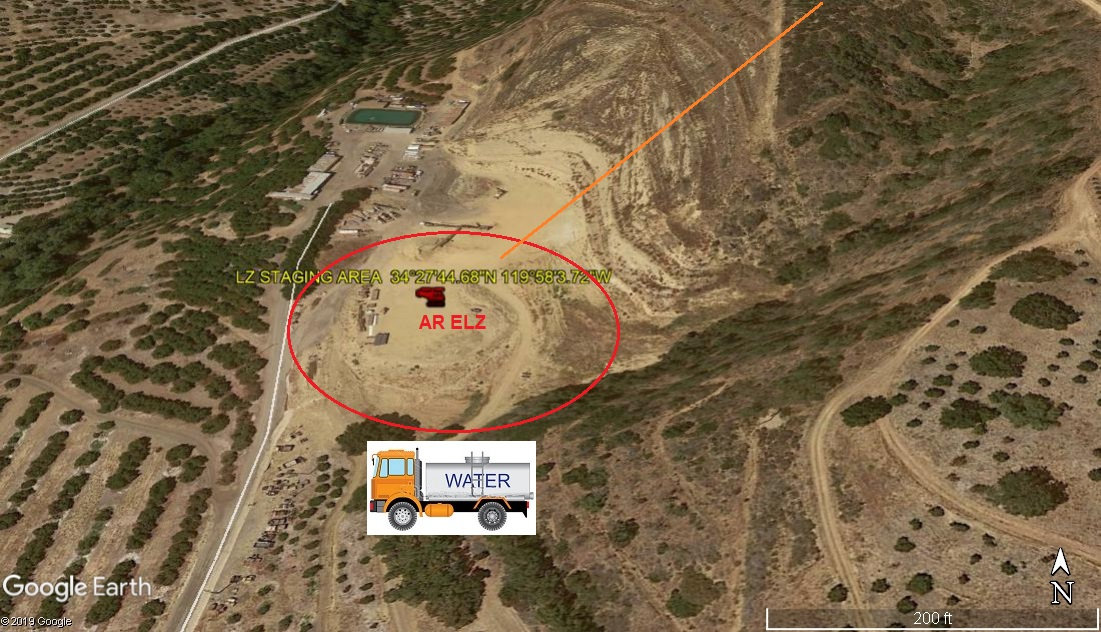 LZ STAGING AREA 34°27'44.68"N 119°58'3.72"W
AR ELZ
WATER
Google Earth
©2019 Google
N
200 ft